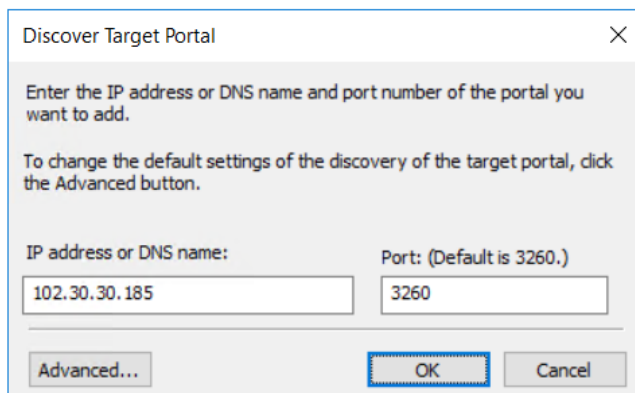 Discover Target Portal
Enter the IP address or DNS name and port number of the portal you
want to add.
To change the default settings of the discovery of the target portal, click
the Advanced button.
IP address or DNS name:
Port: (Default is 3260.)
102.30.30.185
3260
Advanced...
OK
Cancel